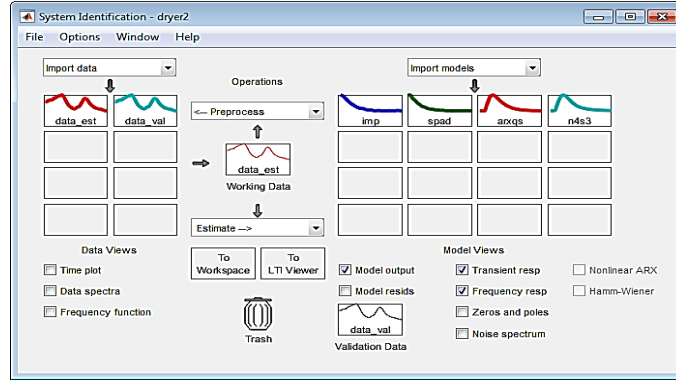 System Identification - dryer2
File Options Window Help
Import data
Import models
Operations
data_est data_val
<-- Preprocess
imp spad arxqs n4s3
data_est
Working Data
Estimate -->
Data Views
To Workspace
To LTI Viewer
Model Views
Time plot
Model output
Transient resp
Nonlinear ARX
Data spectra
Model resids
Frequency resp
Hamm-Wiener
Frequency function
Zeros and poles
Trash
data_val
Noise spectrum
Validation Data